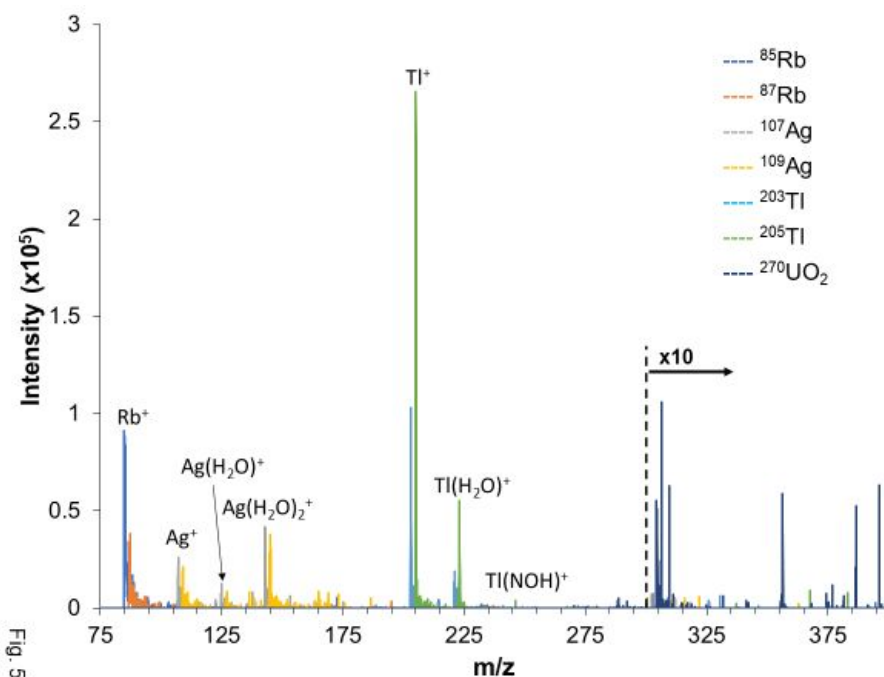 3
2.5
2
1.5
1
0.5
0
Intensity (x10⁵)
75 125 175 225 275 325 375
m/z
Rb⁺
Ag⁺
Ag(H₂O)⁺
Ag(H₂O)₂⁺
Tl⁺
Tl(H₂O)⁺
Tl(NOH)⁺
x10
⁸⁵Rb
⁸⁷Rb
¹⁰⁷Ag
¹⁰⁹Ag
²⁰³Tl
²⁰⁵Tl
²⁷⁰UO₂
Fig. 5